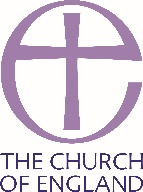 THE CHURCH
OF ENGLAND